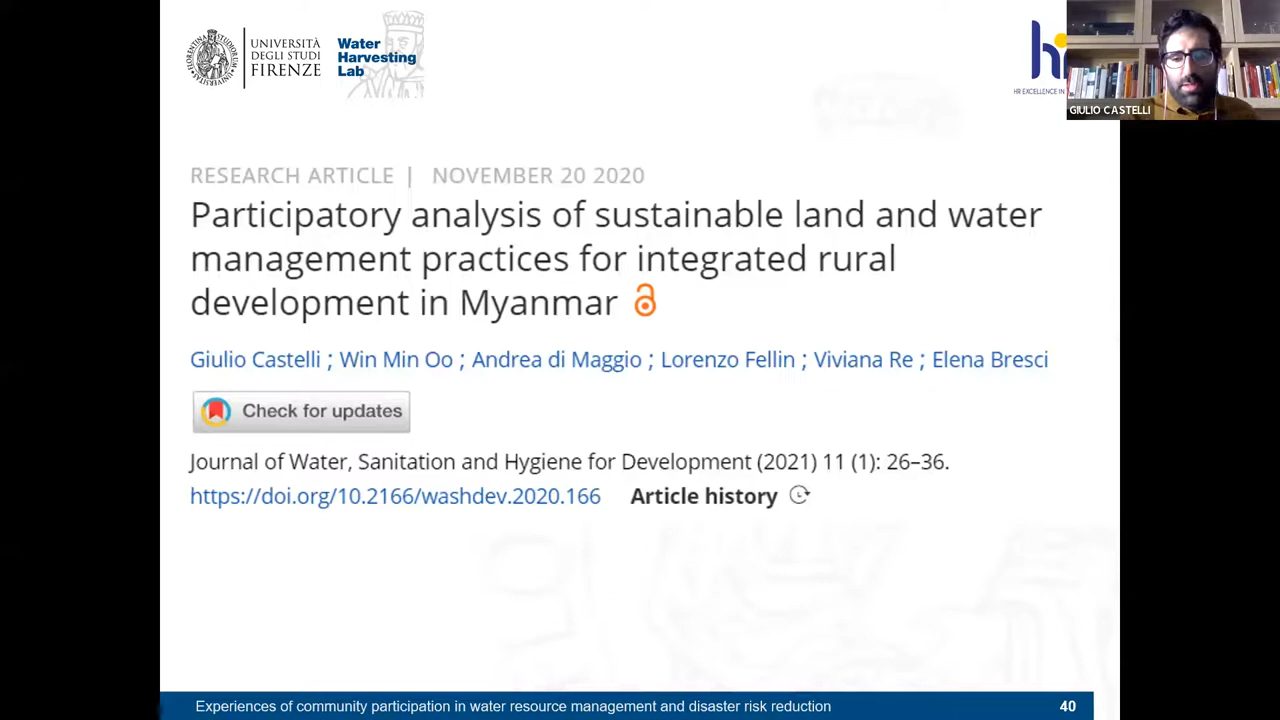 UNIVERSITÀ
DEGLI STUDI
FIRENZE
Water
Harvesting
Lab
HR EXCELLENCE IN
GIULIO CASTELLI
RESEARCH ARTICLE | NOVEMBER 20 2020
Participatory analysis of sustainable land and water
management practices for integrated rural
development in Myanmar
Giulio Castelli ; Win Min Oo ; Andrea di Maggio ; Lorenzo Fellin ; Viviana Re ; Elena Bresci
Check for updates
Journal of Water, Sanitation and Hygiene for Development (2021) 11 (1): 26–36.
https://doi.org/10.2166/washdev.2020.166 Article history
Experiences of community participation in water resource management and disaster risk reduction 40